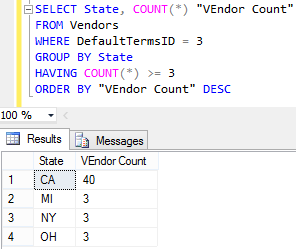 SELECT State, COUNT(*) "VEndor Count"
FROM Vendors
WHERE DefaultTermsID = 3
GROUP BY State
HAVING COUNT(*) >= 3
ORDER BY "VEndor Count" DESC
100 %
Results Messages
State VEndor Count
1 CA 40
2 MI 3
3 NY 3
4 OH 3